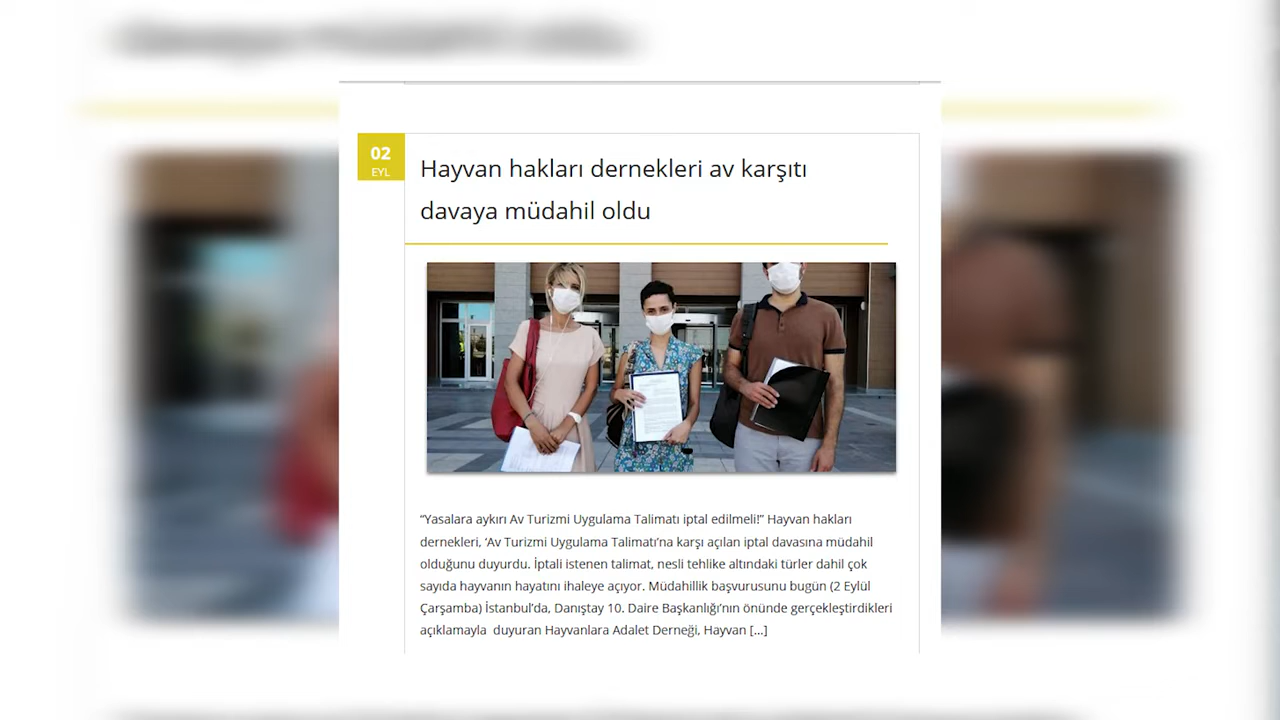 02
EYL
Hayvan hakları dernekleri av karşıtı
davaya müdahil oldu
“Yasalara aykırı Av Turizmi Uygulama Talimatı iptal edilmeli!” Hayvan hakları
dernekleri, ‘Av Turizmi Uygulama Talimatı’na karşı açılan iptal davasına müdahil
olduğunu duyurdu. İptali istenen talimat, nesli tehlike altındaki türler dahil çok
sayıda hayvanın hayatını ihaleye açıyor. Müdahillik başvurusunu bugün (2 Eylül
Çarşamba) İstanbul’da, Danıştay 10. Daire Başkanlığı’nın önünde gerçekleştirdikleri
açıklamayla duyuran Hayvanlara Adalet Derneği, Hayvan […]